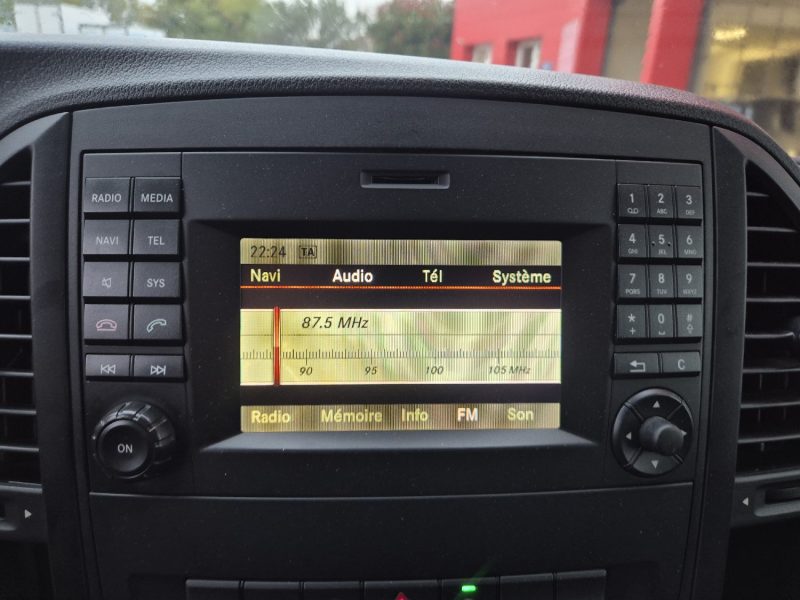 RADIO MEDIA
NAVI TEL
SYS
ON
22:24 TA
Navi Audio Tél Système
87.5 MHz
90 95 100 105 MHz
Radio Mémoire Info FM Son
1 2 ABC 3 DEF
4 GHI 5 JKL 6 MNO
7 PQRS 8 TUV 9 WXYZ
* 0 #
C